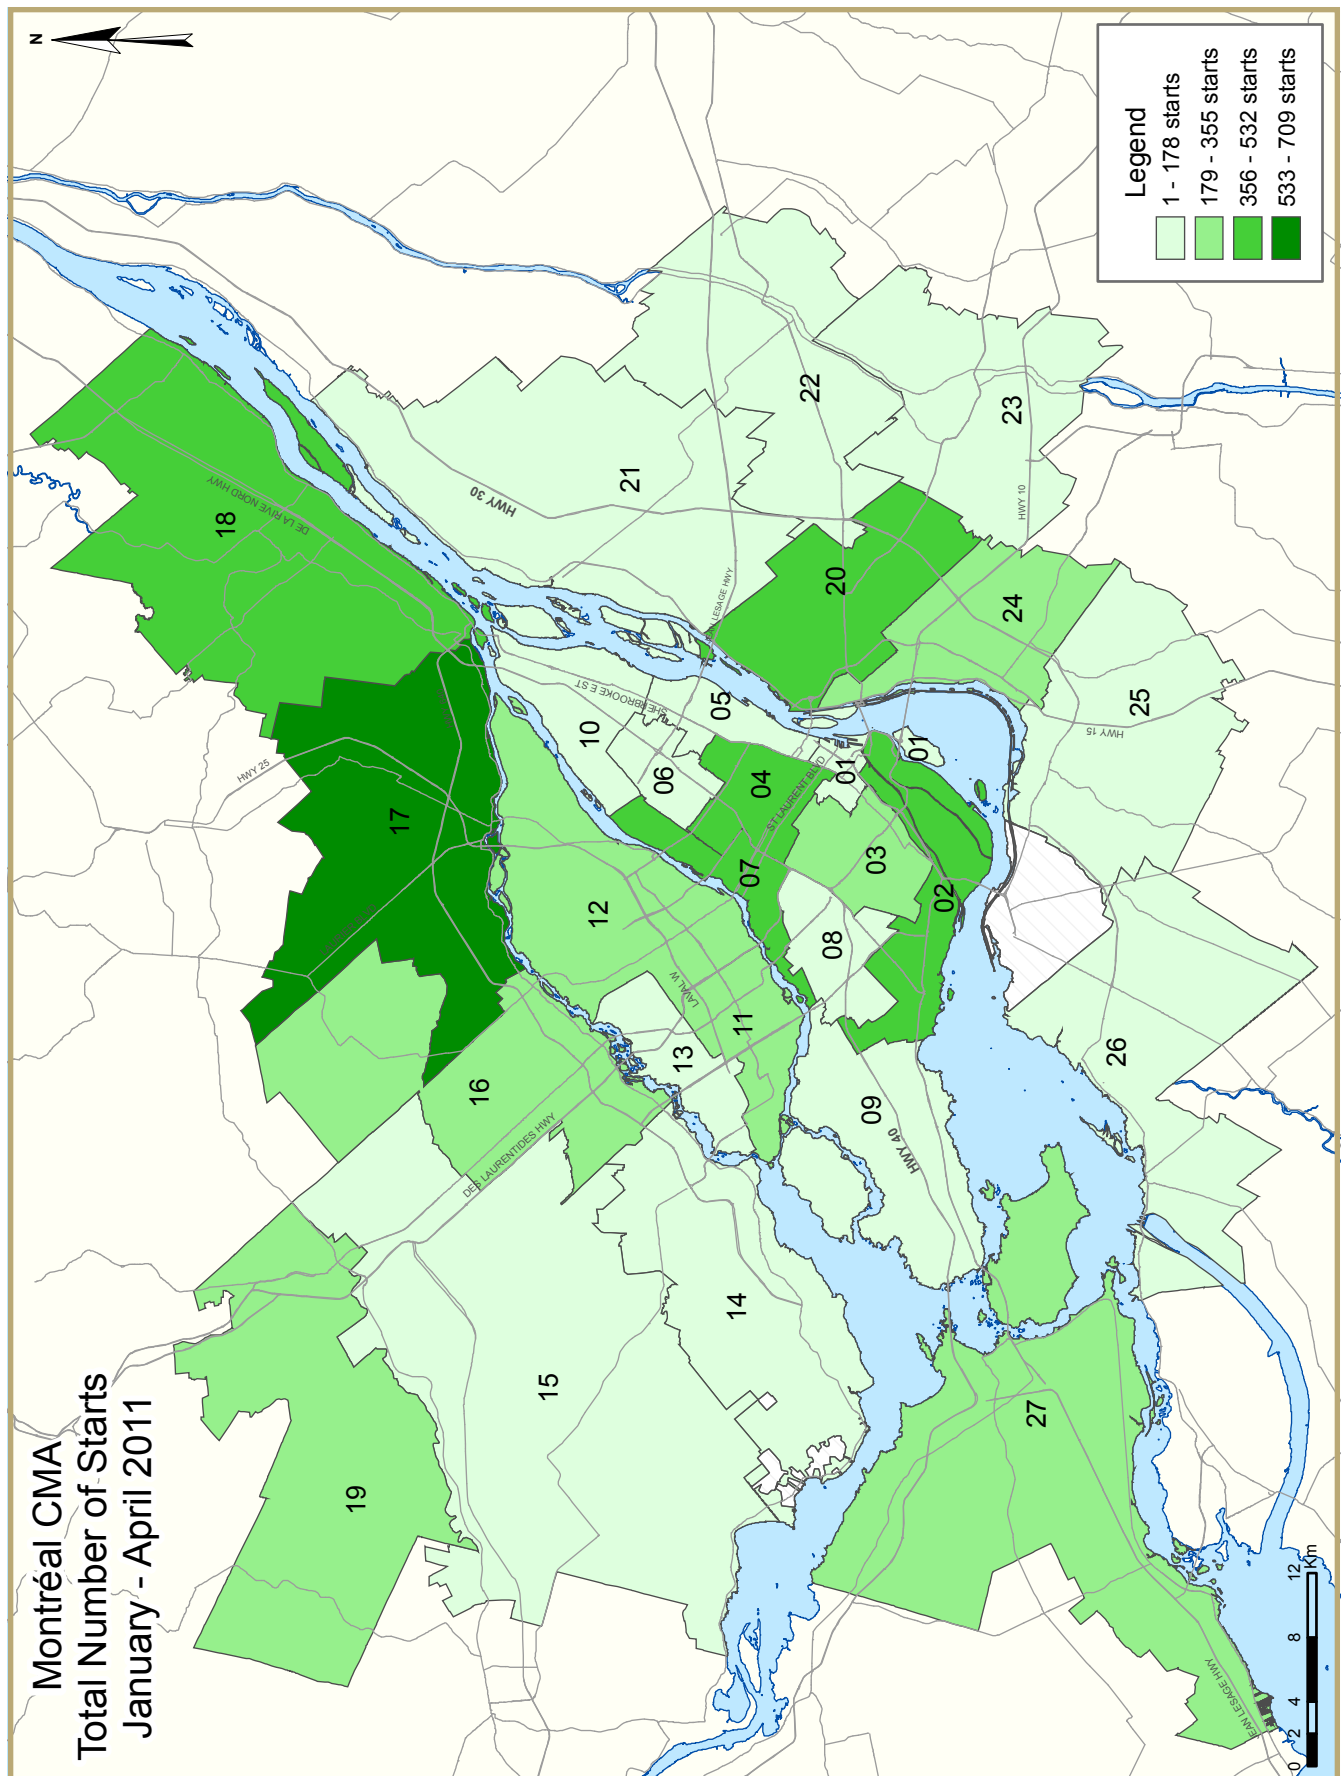 Montréal CMA
Total Number of Starts
January - April 2011
N
Legend
1 - 178 starts
179 - 355 starts
356 - 532 starts
533 - 709 starts
18
DE LA RIVE NORD HWY
17
HWY 25
16
DES LAURENTIDES HWY
19
15
14
13
12
11
LAVAL W
10
SHERBROOKE E ST
06
05
04
ST LAURENT BLVD
07
01
01
03
02
08
09
HWY 40
21
HWY 30
LESAGE HWY
22
20
23
HWY 10
24
25
HWY 15
26
27
EAN LESAGE HWY
0 2 4 8 12
Km